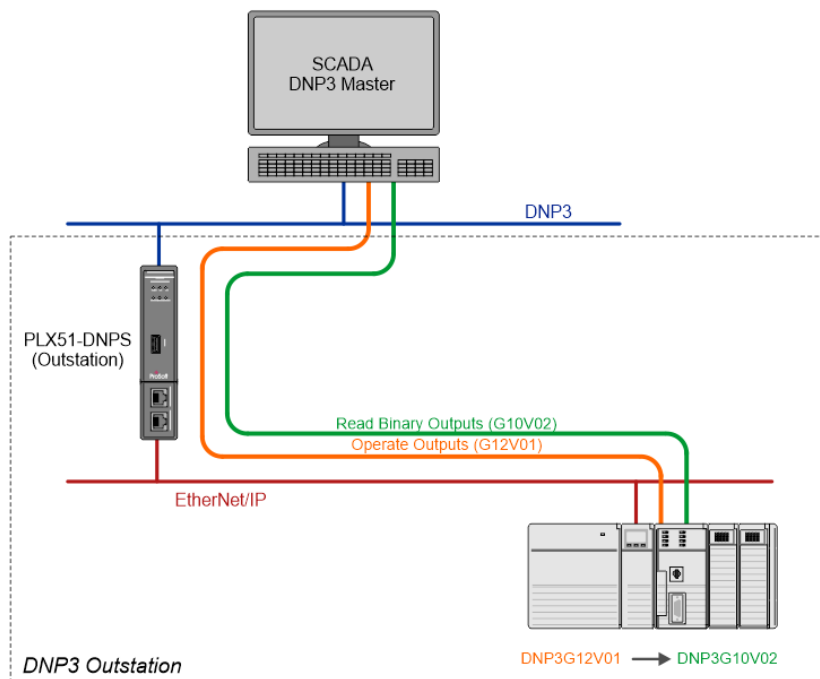 SCADA
DNP3 Master
DNP3
PLX51-DNPS
(Outstation)
ProSoft
Read Binary Outputs (G10V02)
Operate Outputs (G12V01)
EtherNet/IP
DNP3G12V01
DNP3G10V02
DNP3 Outstation